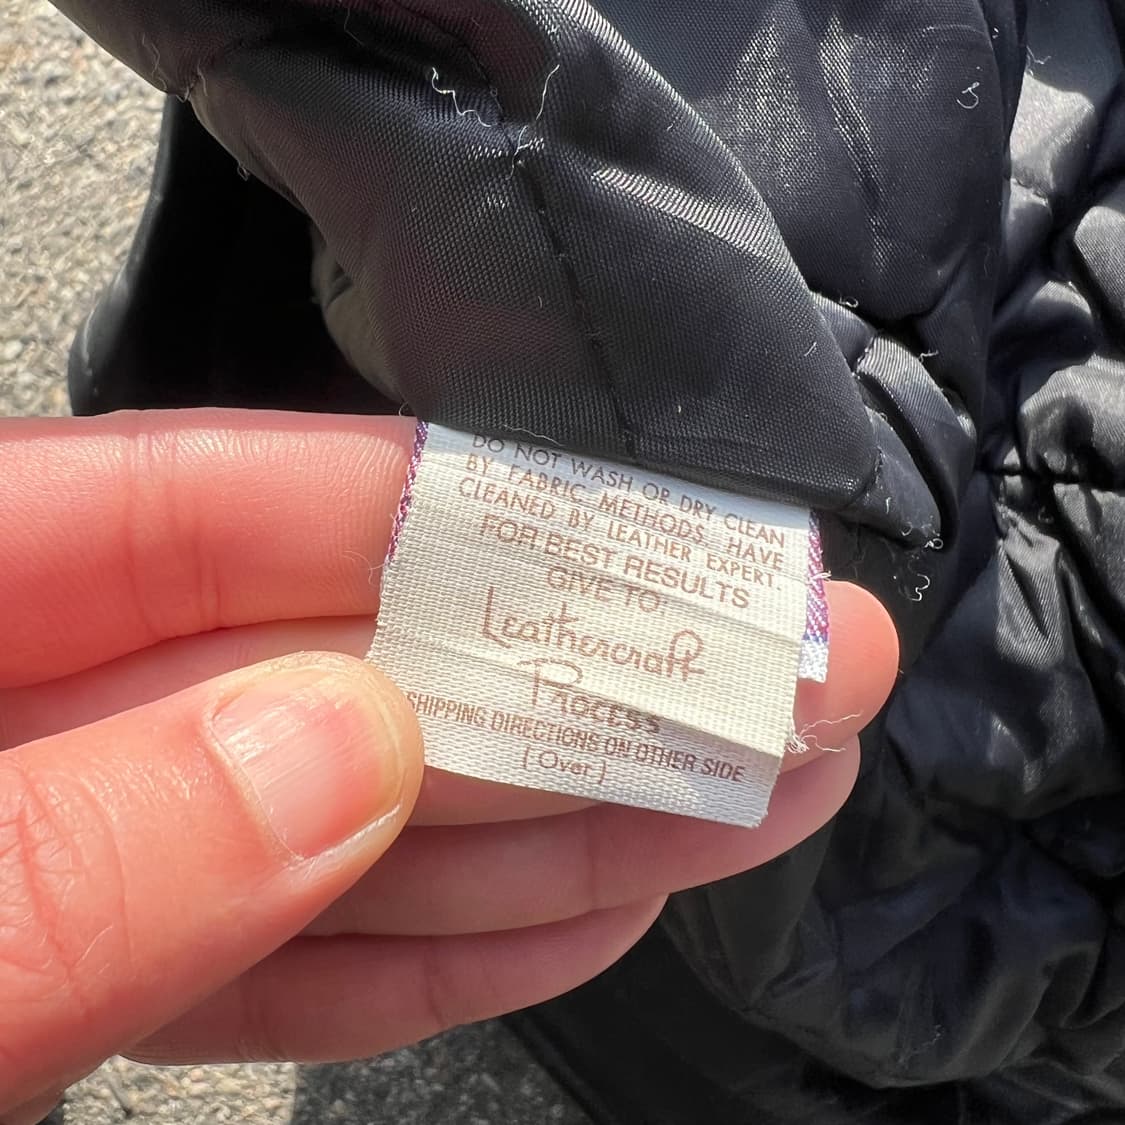 DO NOT WASH OR DRY CLEAN
BY FABRIC METHODS. HAVE
CLEANED BY LEATHER EXPERT.
FOR BEST RESULTS
GIVE TO:
Leathercraft
Process
SHIPPING DIRECTIONS ON OTHER SIDE
(Over)